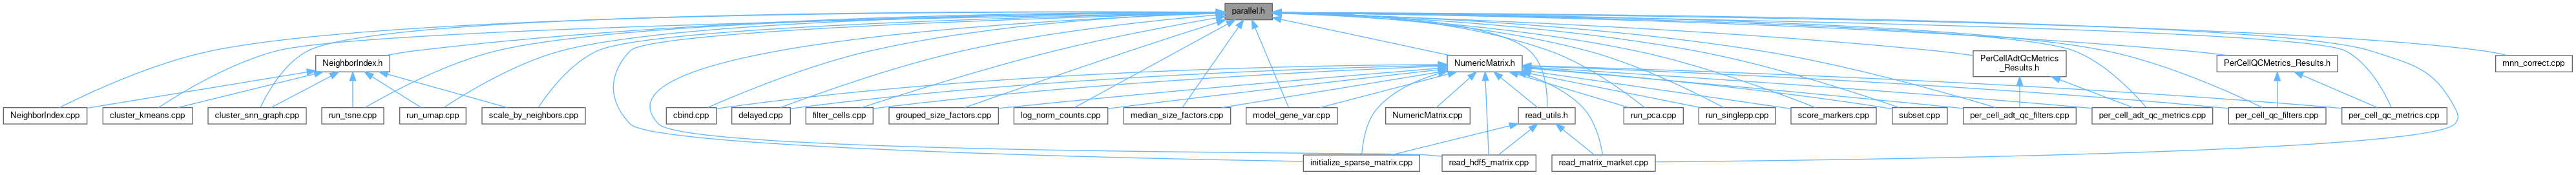 parallel.h
NeighborIndex.h
NumericMatrix.h
PerCellAdtQcMetrics
_Results.h
PerCellQCMetrics_Results.h
mnn_correct.cpp
NeighborIndex.cpp
cluster_kmeans.cpp
cluster_snn_graph.cpp
run_tsne.cpp
run_umap.cpp
scale_by_neighbors.cpp
cbind.cpp
delayed.cpp
filter_cells.cpp
grouped_size_factors.cpp
log_norm_counts.cpp
median_size_factors.cpp
model_gene_var.cpp
NumericMatrix.cpp
read_utils.h
run_pca.cpp
run_singlepp.cpp
score_markers.cpp
subset.cpp
per_cell_adt_qc_filters.cpp
per_cell_adt_qc_metrics.cpp
per_cell_qc_filters.cpp
per_cell_qc_metrics.cpp
initialize_sparse_matrix.cpp
read_hdf5_matrix.cpp
read_matrix_market.cpp